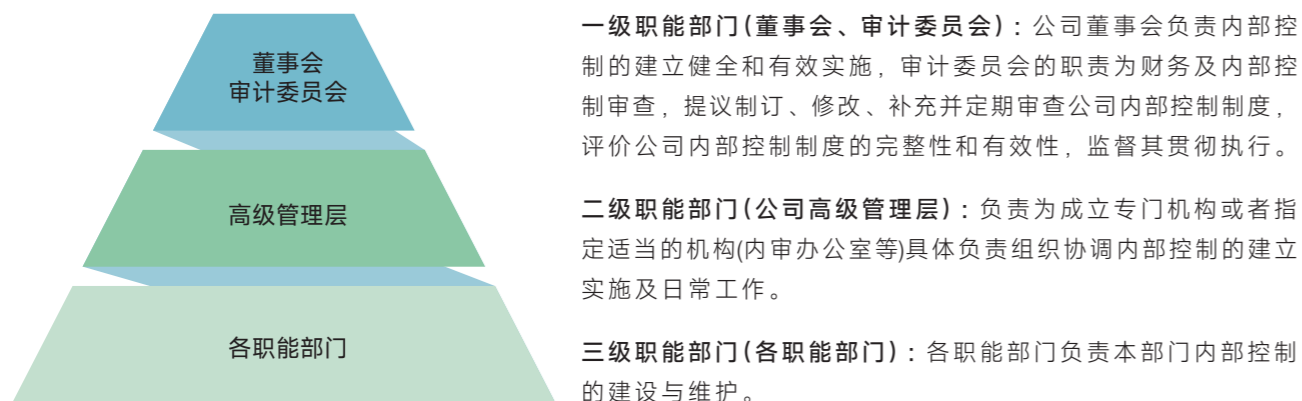 董事会
审计委员会
高级管理层
各职能部门
一级职能部门(董事会、审计委员会)：公司董事会负责内部控
制的建立健全和有效实施，审计委员会的职责为财务及内部控
制审查，提议制订、修改、补充并定期审查公司内部控制制度，
评价公司内部控制制度的完整性和有效性，监督其贯彻执行。
二级职能部门(公司高级管理层)：负责为成立专门机构或者指
定适当的机构(内审办公室等)具体负责组织协调内部控制的建立
实施及日常工作。
三级职能部门(各职能部门)：各职能部门负责本部门内部控制
的建设与维护。